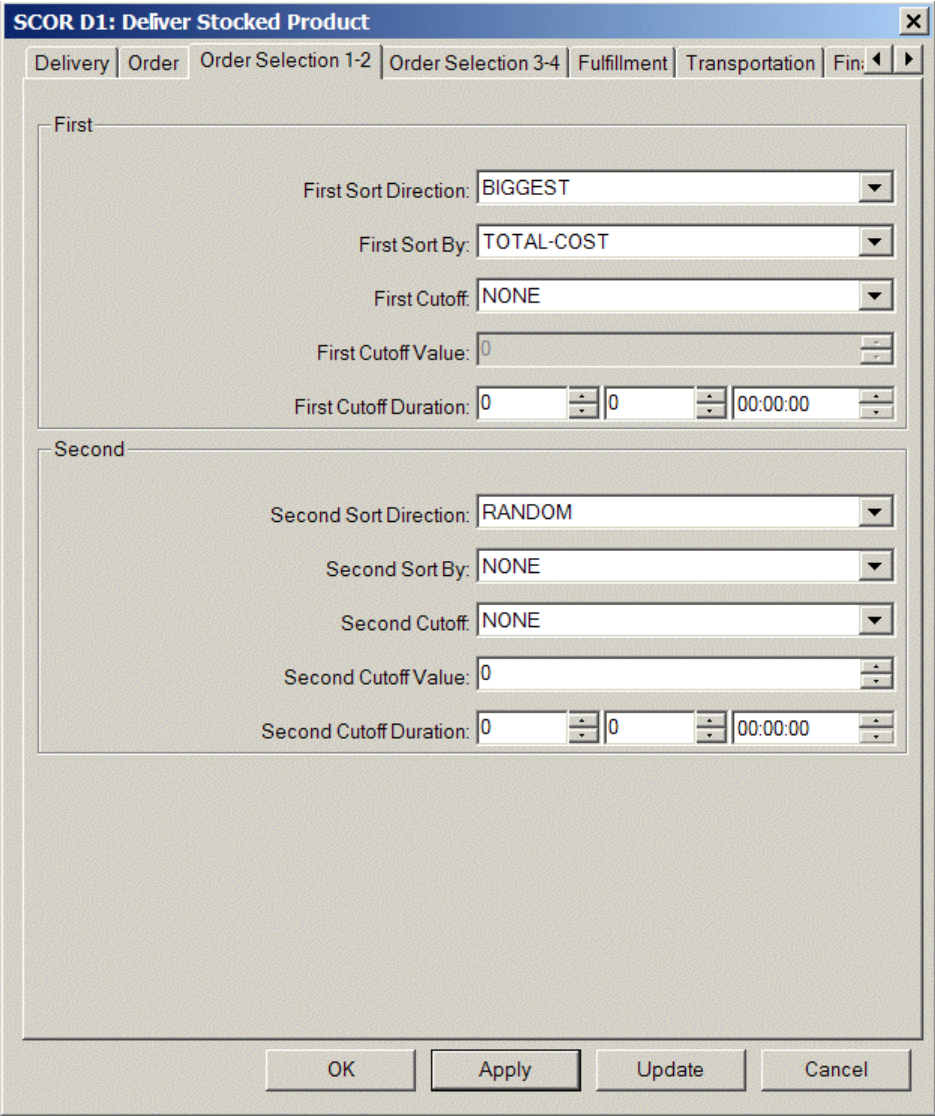 SCOR D1: Deliver Stocked Product
Delivery Order Order Selection 1-2 Order Selection 3-4 Fulfillment Transportation
First
First Sort Direction: BIGGEST
First Sort By: TOTAL-COST
First Cutoff: NONE
First Cutoff Value: 0
First Cutoff Duration: 0 0 00:00:00
Second
Second Sort Direction: RANDOM
Second Sort By: NONE
Second Cutoff: NONE
Second Cutoff Value: 0
Second Cutoff Duration: 0 0 00:00:00
OK Apply Update Cancel